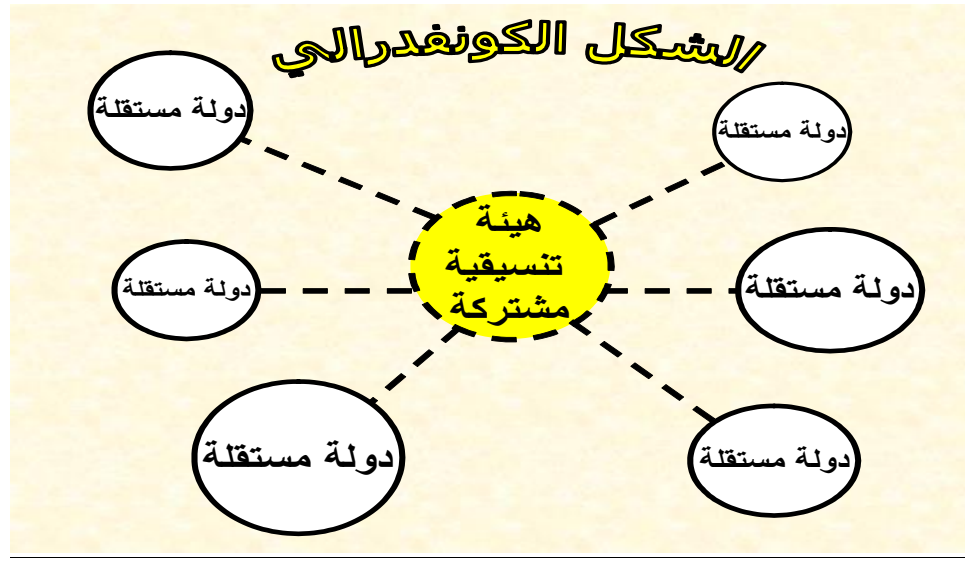 الشكل الكونفدرالي
دولة مستقلة
دولة مستقلة
هيئة
تنسيقية
مشتركة
دولة مستقلة
دولة مستقلة
دولة مستقلة
دولة مستقلة